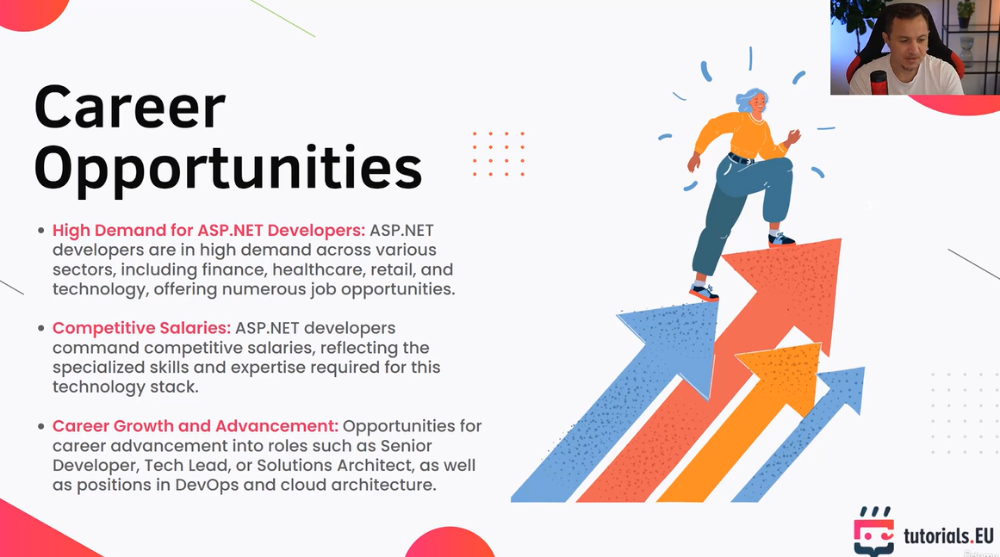 Career
Opportunities
• High Demand for ASP.NET Developers: ASP.NET
developers are in high demand across various
sectors, including finance, healthcare, retail, and
technology, offering numerous job opportunities.
• Competitive Salaries: ASP.NET developers
command competitive salaries, reflecting the
specialized skills and expertise required for this
technology stack.
• Career Growth and Advancement: Opportunities for
career advancement into roles such as Senior
Developer, Tech Lead, or Solutions Architect, as well
as positions in DevOps and cloud architecture.
tutorials.EU